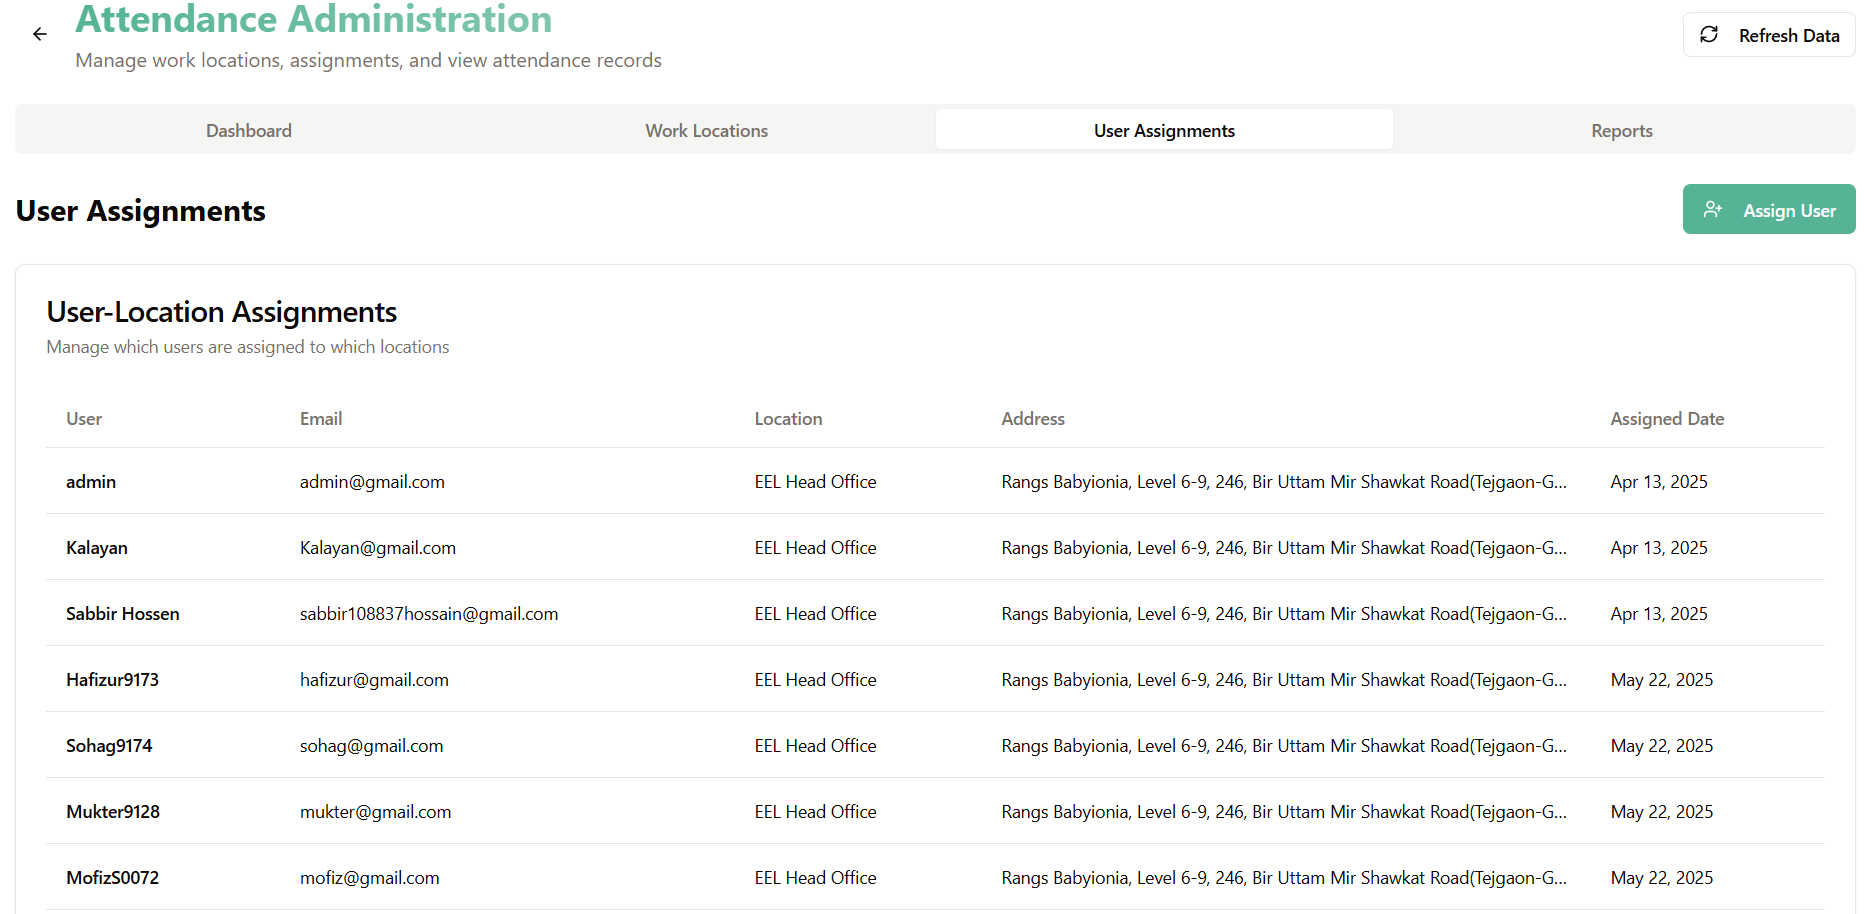 Attendance Administration
Manage work locations, assignments, and view attendance records
Refresh Data
Dashboard Work Locations User Assignments Reports
User Assignments
Assign User
User-Location Assignments
Manage which users are assigned to which locations
User Email Location Address Assigned Date
admin admin@gmail.com EEL Head Office Rangs Babyionia, Level 6-9, 246, Bir Uttam Mir Shawkat Road(Tejgaon-G... Apr 13, 2025
Kalayan Kalayan@gmail.com EEL Head Office Rangs Babyionia, Level 6-9, 246, Bir Uttam Mir Shawkat Road(Tejgaon-G... Apr 13, 2025
Sabbir Hossen sabbir108837hossain@gmail.com EEL Head Office Rangs Babyionia, Level 6-9, 246, Bir Uttam Mir Shawkat Road(Tejgaon-G... Apr 13, 2025
Hafizur9173 hafizur@gmail.com EEL Head Office Rangs Babyionia, Level 6-9, 246, Bir Uttam Mir Shawkat Road(Tejgaon-G... May 22, 2025
Sohag9174 sohag@gmail.com EEL Head Office Rangs Babyionia, Level 6-9, 246, Bir Uttam Mir Shawkat Road(Tejgaon-G... May 22, 2025
Mukter9128 mukter@gmail.com EEL Head Office Rangs Babyionia, Level 6-9, 246, Bir Uttam Mir Shawkat Road(Tejgaon-G... May 22, 2025
MofizS0072 mofiz@gmail.com EEL Head Office Rangs Babyionia, Level 6-9, 246, Bir Uttam Mir Shawkat Road(Tejgaon-G... May 22, 2025